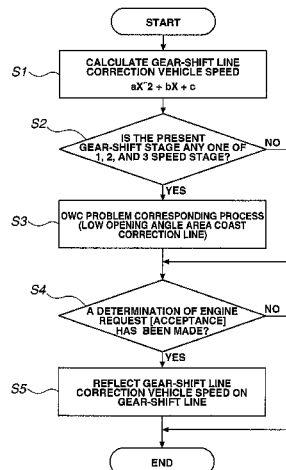 START
S1
CALCULATE GEAR-SHIFT LINE
CORRECTION VEHICLE SPEED
aX^2 + bX + c
S2
IS THE PRESENT
GEAR-SHIFT STAGE ANY ONE OF
1, 2, AND 3 SPEED STAGE?
NO
YES
S3
OWC PROBLEM CORRESPONDING PROCESS
(LOW OPENING ANGLE AREA COAST
CORRECTION LINE)
S4
A DETERMINATION OF ENGINE
REQUEST [ACCEPTANCE]
HAS BEEN MADE?
NO
YES
S5
REFLECT GEAR-SHIFT LINE
CORRECTION VEHICLE SPEED ON
GEAR-SHIFT LINE
END